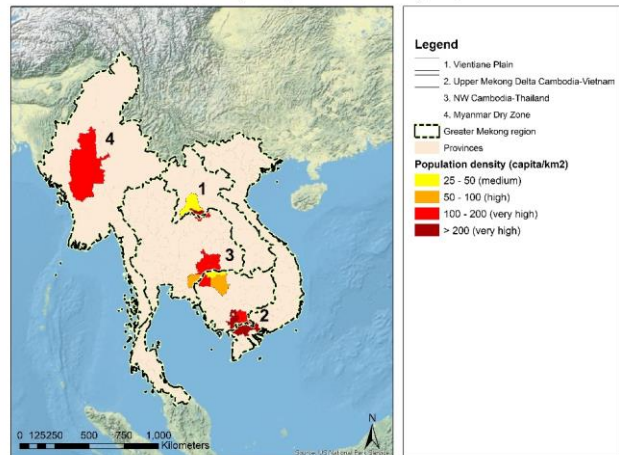 4
1
3
2
0 125250 500 750 1,000
Kilometers
N
Legend
1. Vientiane Plain
2. Upper Mekong Delta Cambodia-Vietnam
3. NW Cambodia-Thailand
4. Myanmar Dry Zone
Greater Mekong region
Provinces
Population density (capita/km2)
25 - 50 (medium)
50 - 100 (high)
100 - 200 (very high)
> 200 (very high)